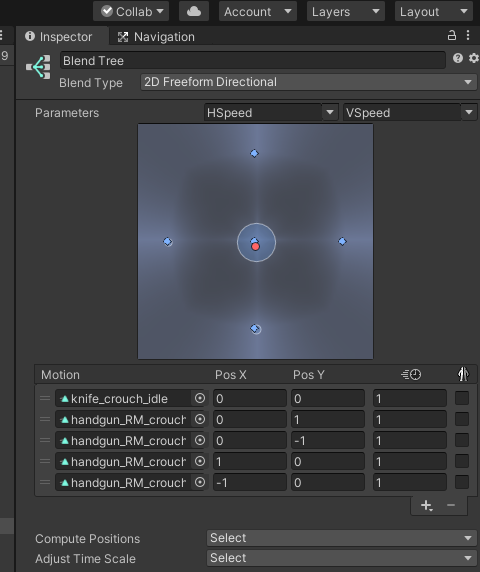 Collab Account Layers Layout
9 Inspector Navigation
Blend Tree
Blend Type 2D Freeform Directional
Parameters HSpeed VSpeed
Motion Pos X Pos Y
knife_crouch_idle 0 0 1
handgun_RM_crouch 0 1 1
handgun_RM_crouch 0 -1 1
handgun_RM_crouch 1 0 1
handgun_RM_crouch -1 0 1
Compute Positions Select
Adjust Time Scale Select